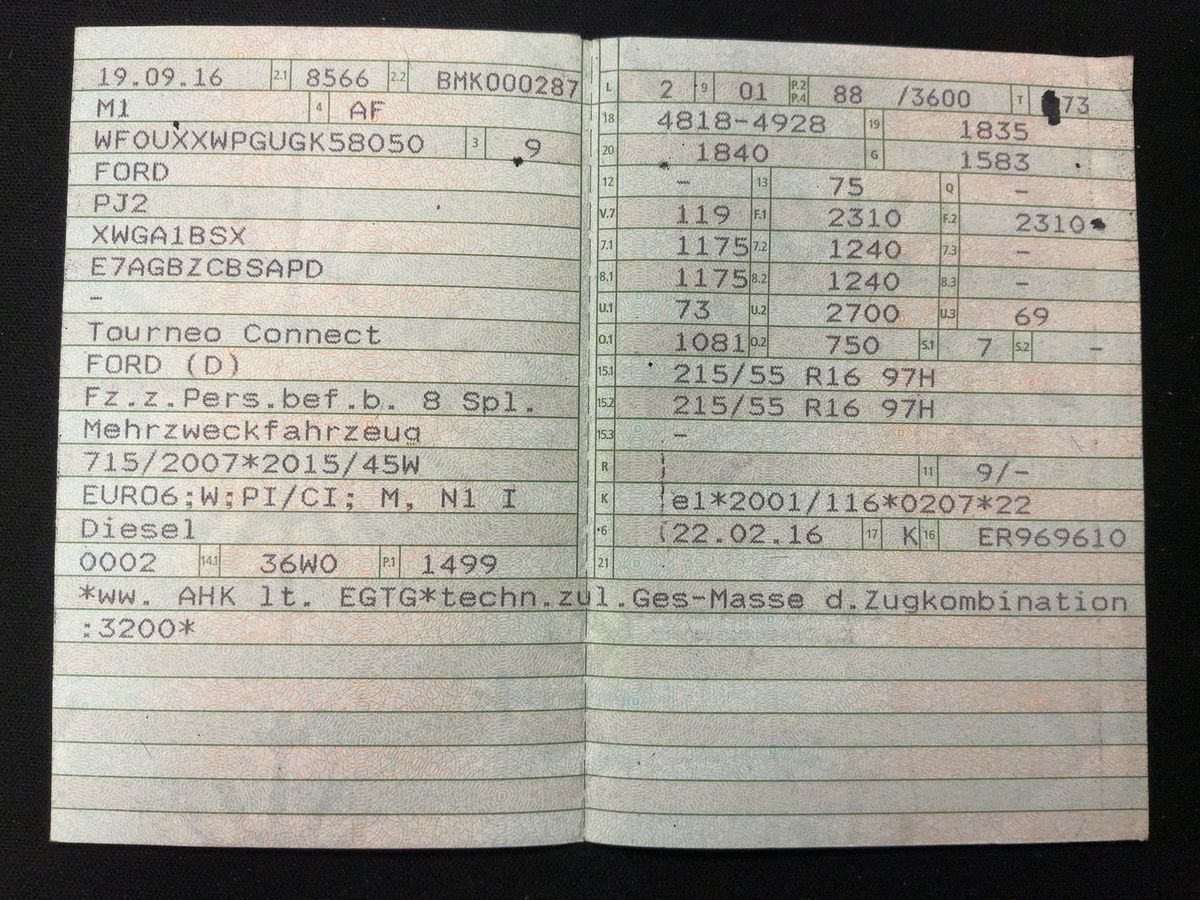 19.09.16 2.1 8566 2.2 BMK000287
M1 4 AF
WF0UXXWPGUGK58050 3 9
FORD
PJ2
XWGA1BSX
E7AGBZCBSAPD
–
Tourneo Connect
FORD (D)
Fz.z.Pers.bef.b. 8 Spl.
Mehrzweckfahrzeug
715/2007*2015/45W
EURO6;W;PI/CI; M, N1 I
Diesel
0002 14.1 36W0 P.1 1499
L 2 9 01 P.2 P.4 88 /3600 T 73
18 4818-4928 19 1835
20 1840 G 1583
12 – 13 75 Q –
V.7 119 F.1 2310 F.2 2310
7.1 1175 7.2 1240 7.3 –
8.1 1175 8.2 1240 8.3 –
U.1 73 U.2 2700 U.3 69
O.1 1081 O.2 750 S.1 7 S.2 –
15.1 215/55 R16 97H
15.2 215/55 R16 97H
15.3 –
R 11 9/-
K e1*2001/116*0207*22
6 22.02.16 17 K 16 ER969610
21
*ww. AHK lt. EGTG*techn.zul.Ges-Masse d.Zugkombination
:3200*